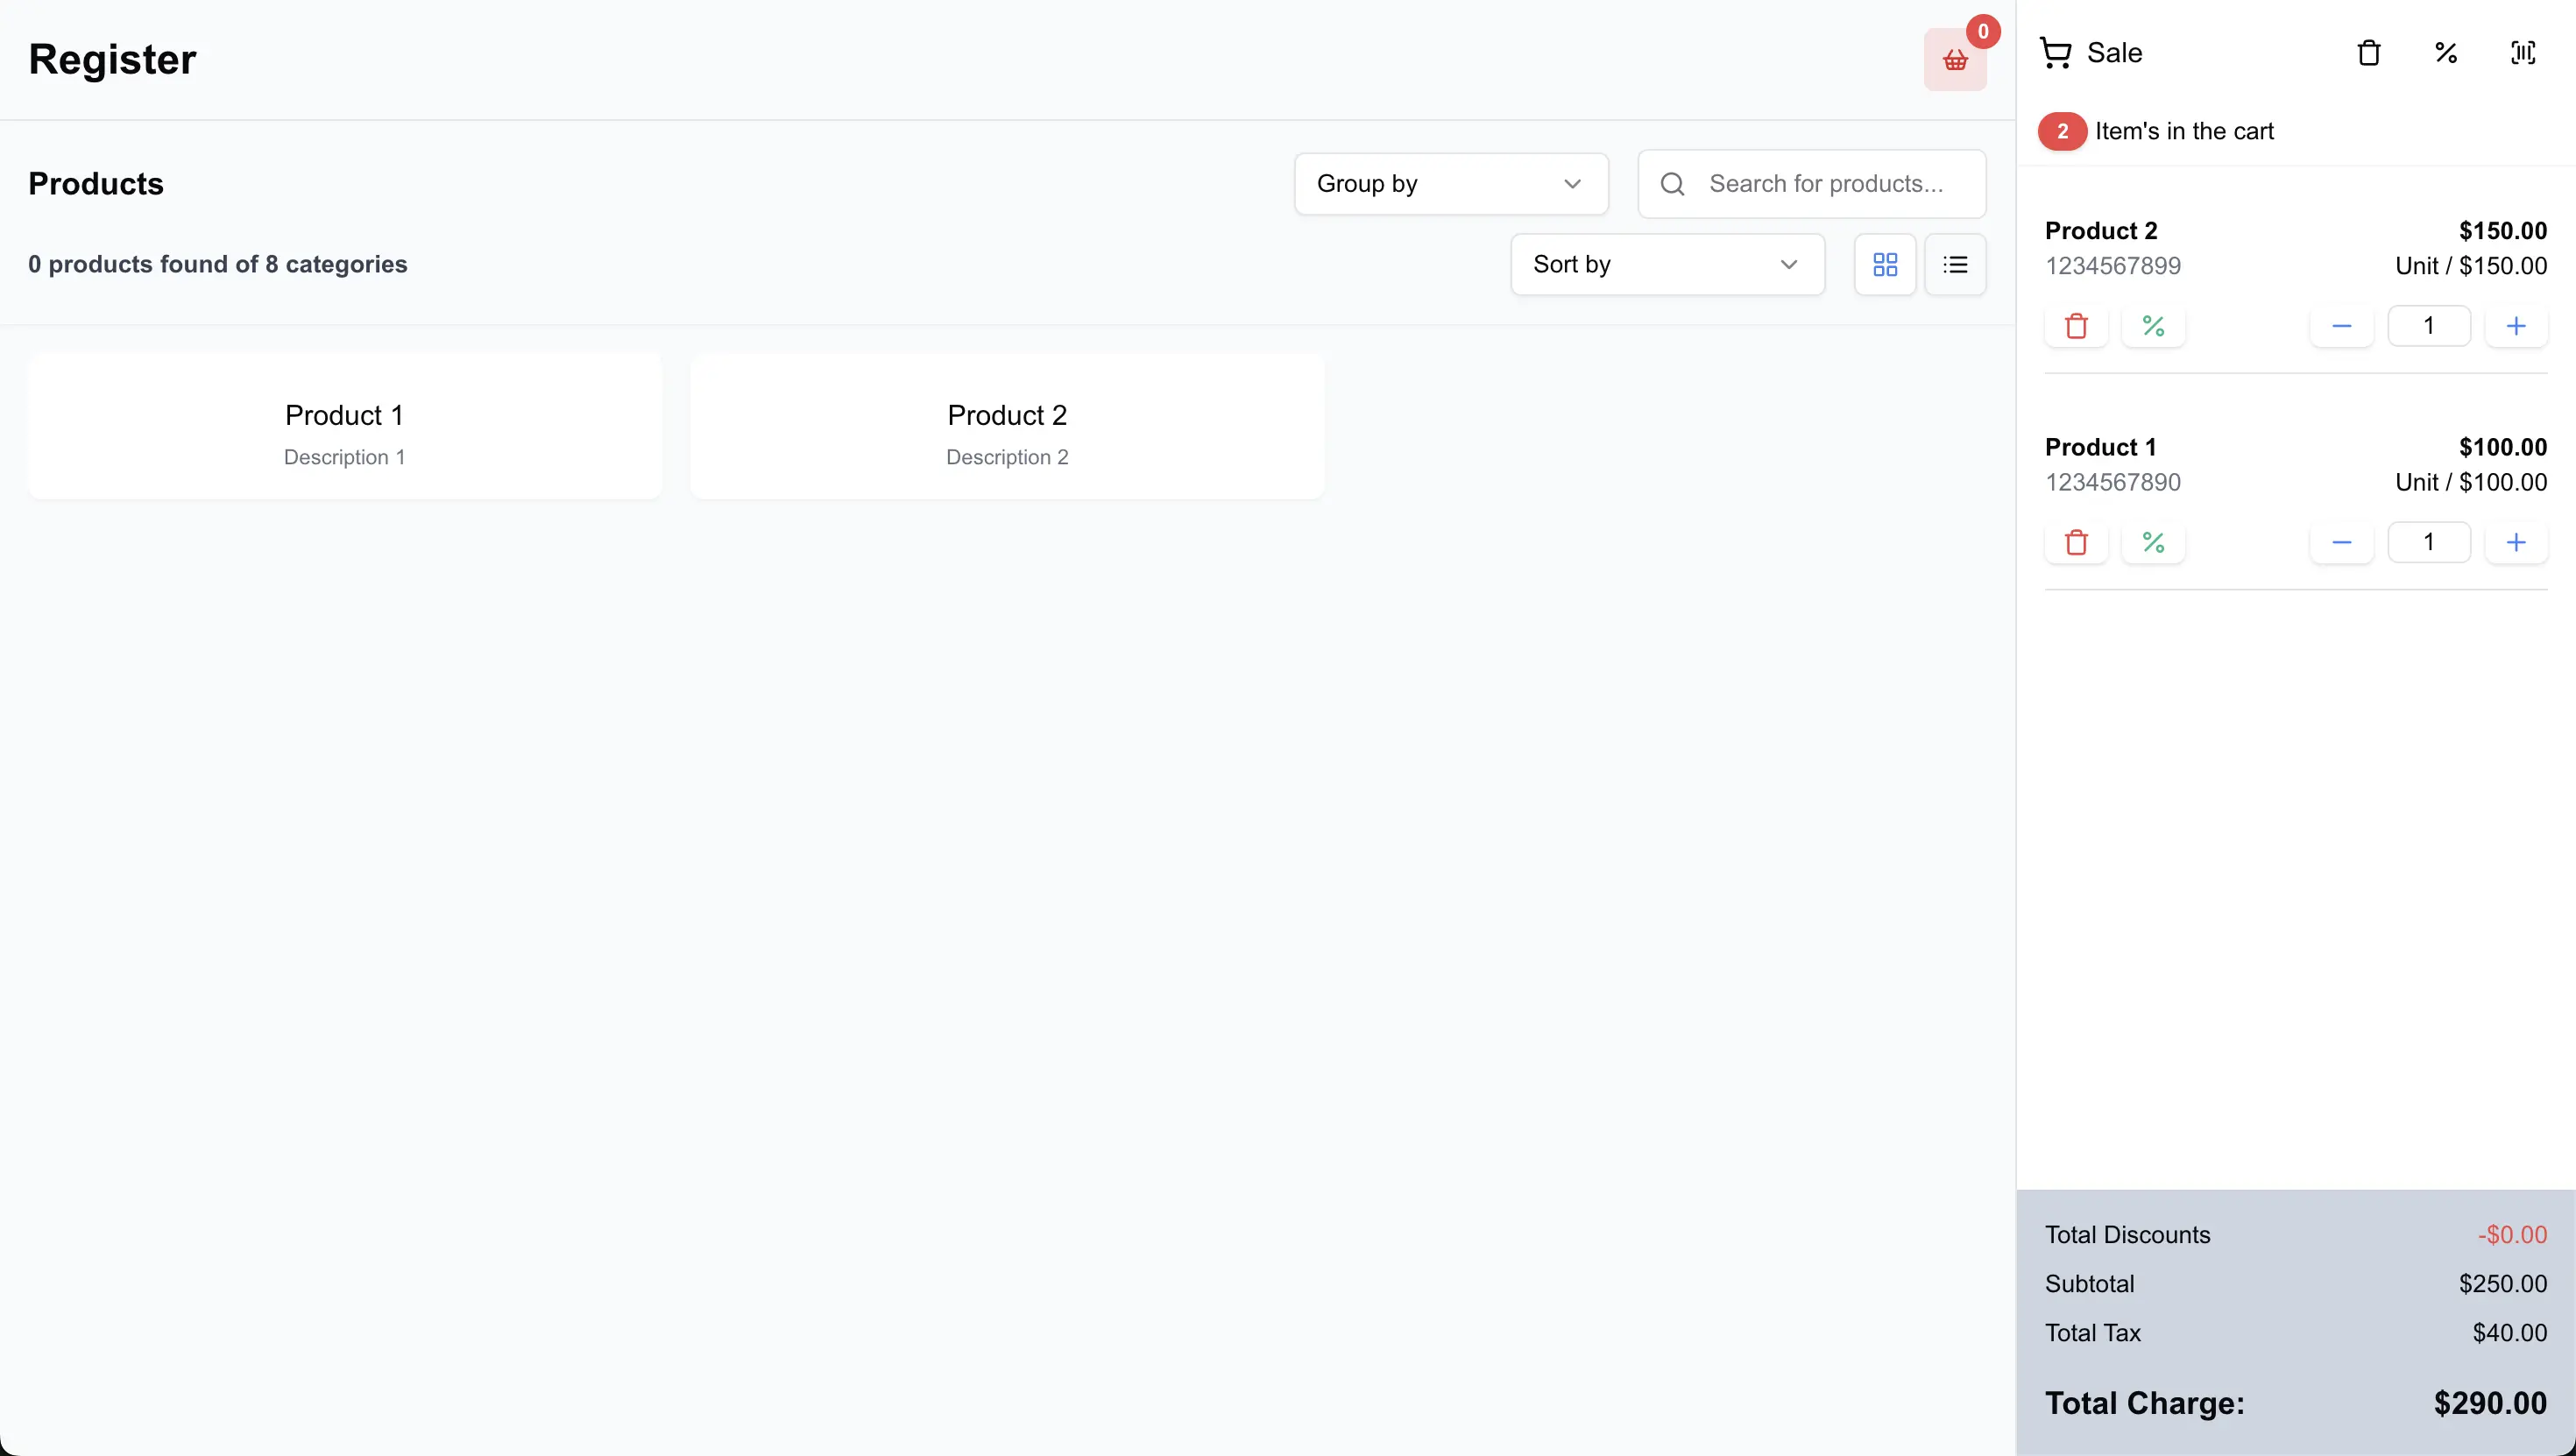 Register
0
Products
Group by
Search for products...
0 products found of 8 categories
Sort by
Product 1
Description 1
Product 2
Description 2
Sale
2 Item's in the cart
Product 2 $150.00
1234567899 Unit / $150.00
1
Product 1 $100.00
1234567890 Unit / $100.00
1
Total Discounts -$0.00
Subtotal $250.00
Total Tax $40.00
Total Charge: $290.00